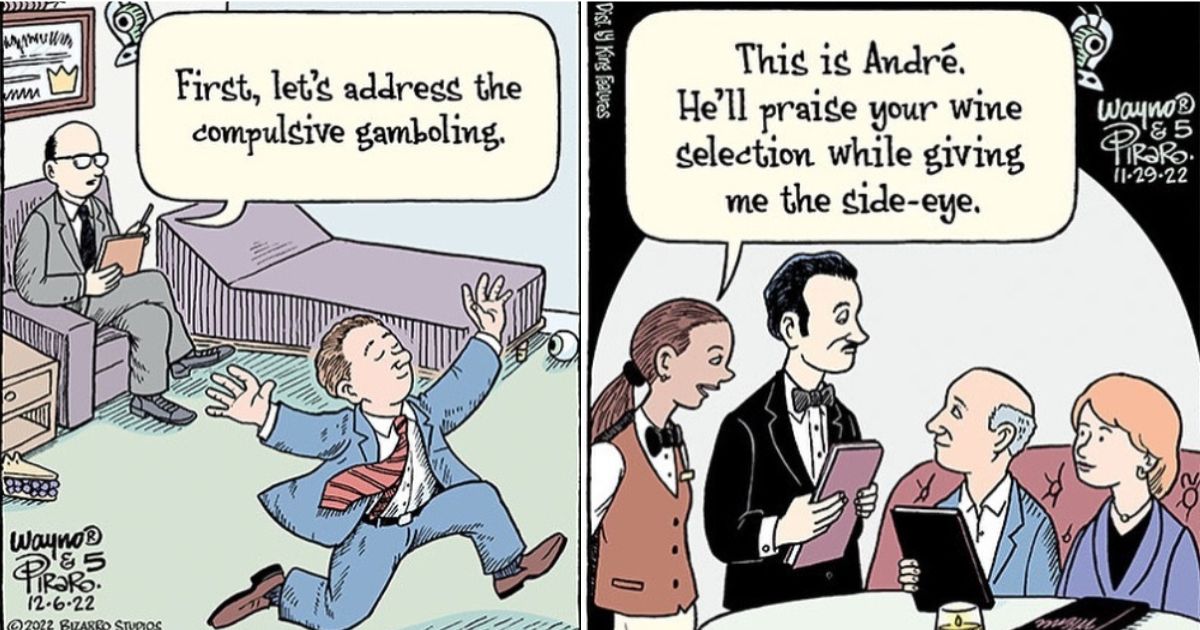 First, let's address the
compulsive gamboling.
Wayno®
& 5
PIRARO.
12.6.22
©2022 BIZARRO STUDIOS
Dist. by King Features
This is André.
He'll praise your wine
selection while giving
me the side-eye.
Wayno®
& 5
PIRARO.
11.29.22